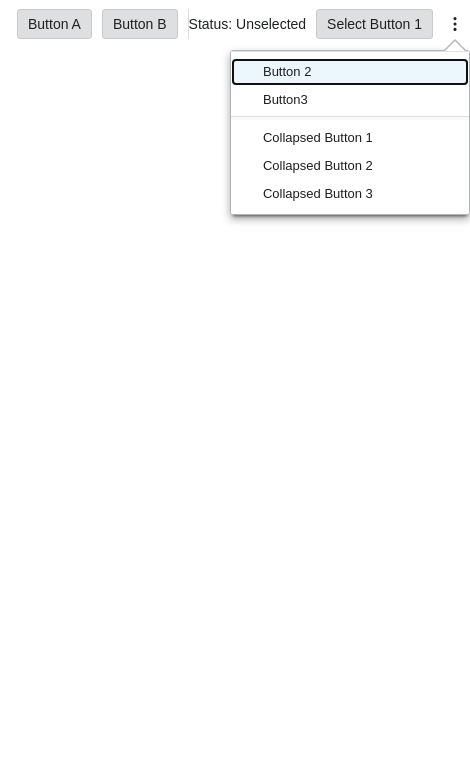 Button A Button B Status: Unselected Select Button 1
Button 2
Button3
Collapsed Button 1
Collapsed Button 2
Collapsed Button 3